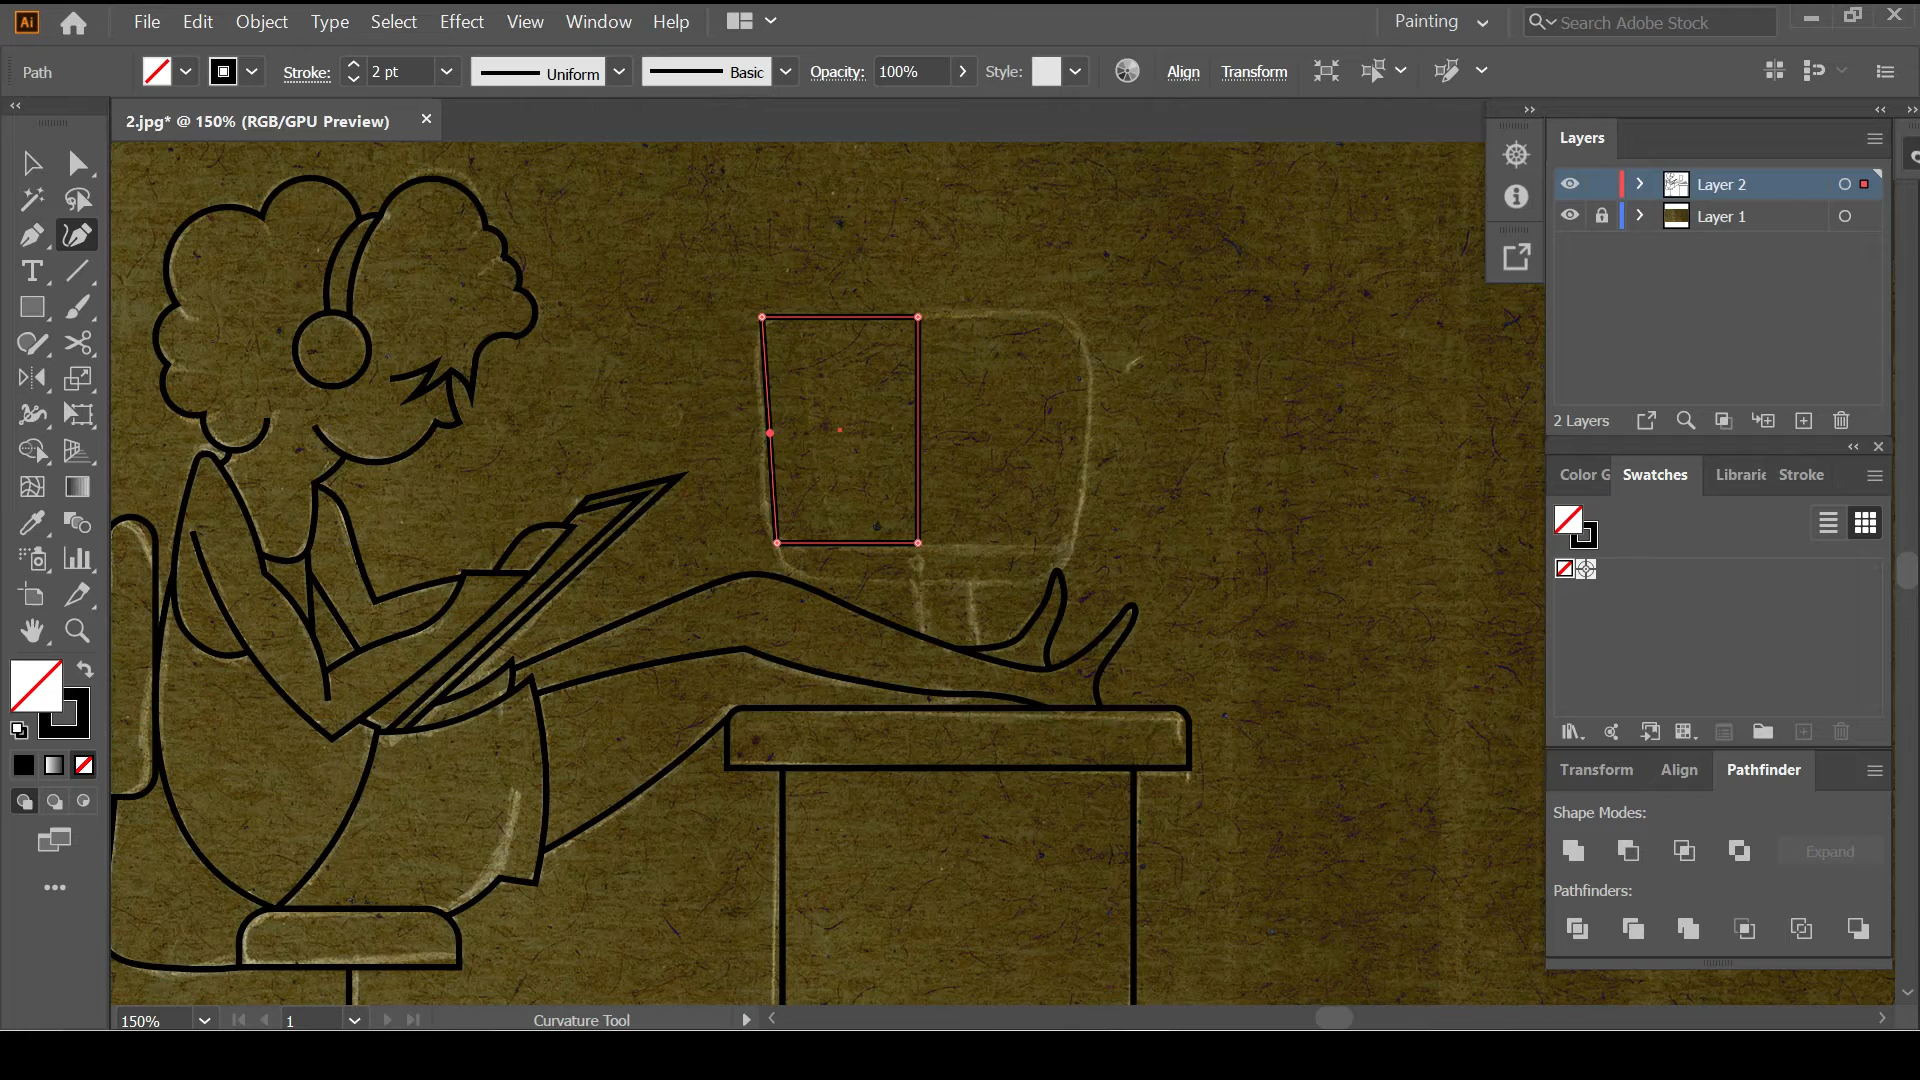 Ai File Edit Object Type Select Effect View Window Help Painting Search Adobe Stock
Path Stroke: 2 pt Uniform Basic Opacity: 100% Style: Align Transform
2.jpg* @ 150% (RGB/GPU Preview)
Layers
Layer 2
Layer 1
2 Layers
Color G Swatches Librarie Stroke
Transform Align Pathfinder
Shape Modes:
Expand
Pathfinders:
150% 1 Curvature Tool